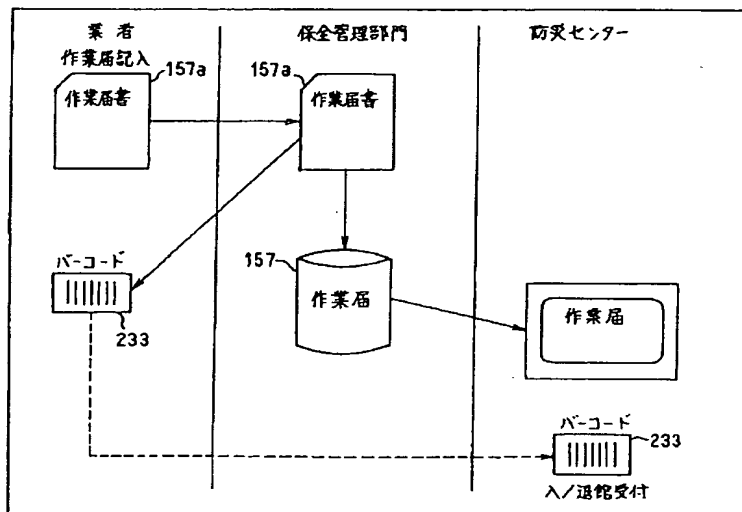 業者
保全管理部門
防災センター
作業届記入
157a
157a
作業届書
作業届書
バーコード
233
157
作業届
作業届
バーコード
233
入/退館受付